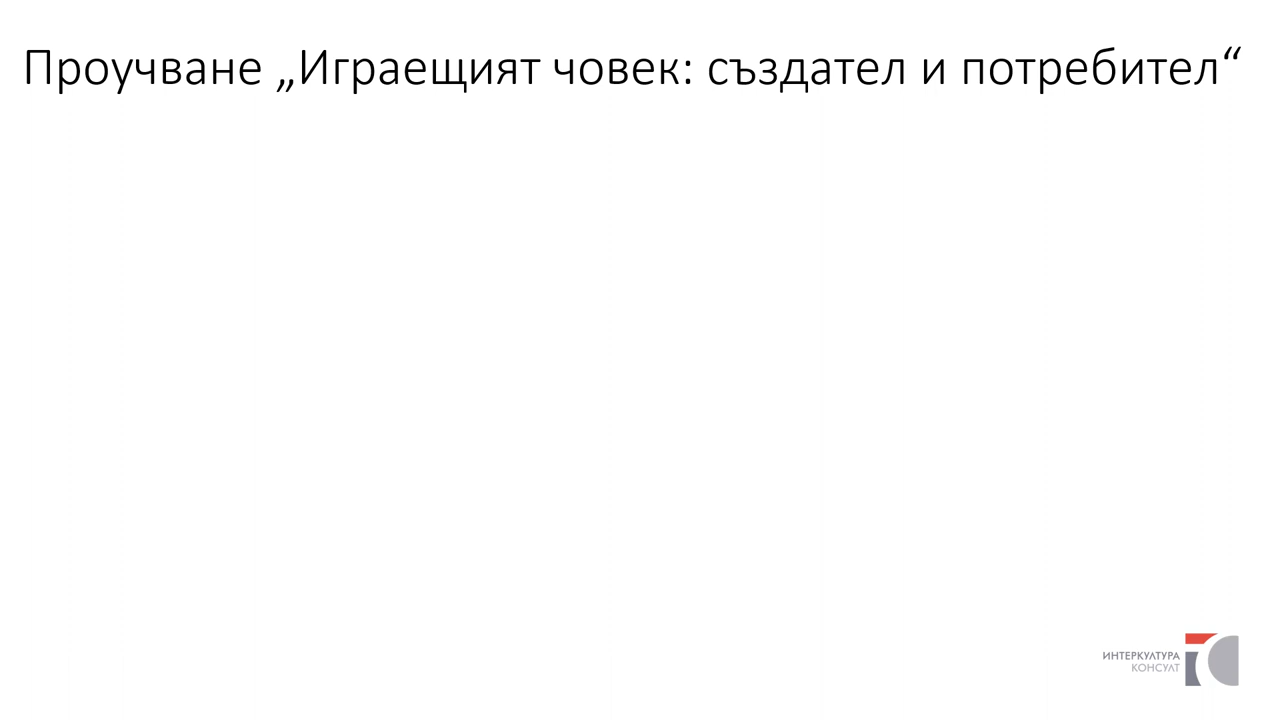 Проучване „Играещият човек: създател и потребител“
ИНТЕРКУЛТУРА
КОНСУЛТ